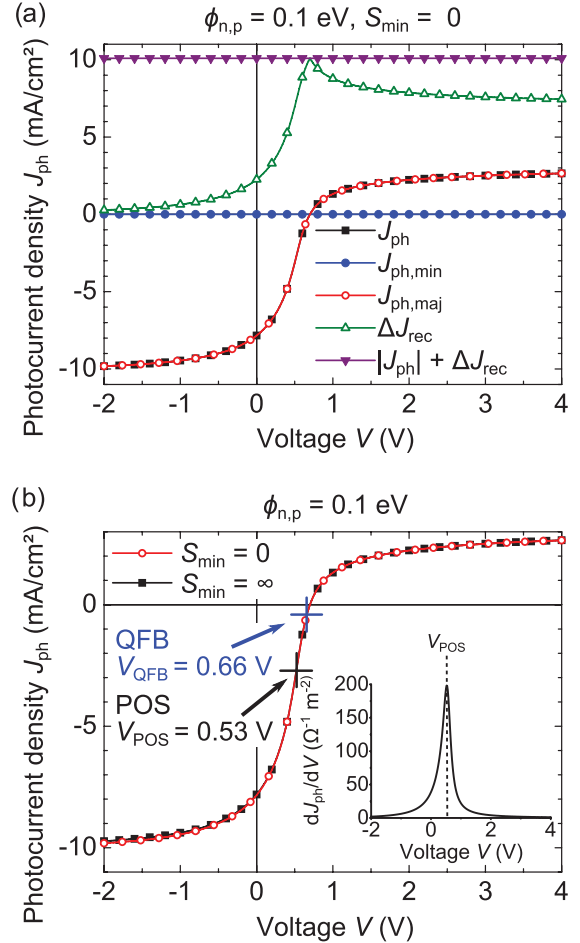 (a)
ϕn,p = 0.1 eV, Smin = 0
Photocurrent density Jph (mA/cm²)
10
5
0
-5
-10
Jph
Jph,min
Jph,maj
ΔJrec
|Jph| + ΔJrec
-2 -1 0 1 2 3 4
Voltage V (V)
(b)
ϕn,p = 0.1 eV
Photocurrent density Jph (mA/cm²)
0
-5
-10
Smin = 0
Smin = ∞
QFB
VQFB = 0.66 V
POS
VPOS = 0.53 V
VPOS
dJph/dV (Ω-1 m-2)
200
150
100
50
0
-2 0 2 4
Voltage V (V)
-2 -1 0 1 2 3 4
Voltage V (V)